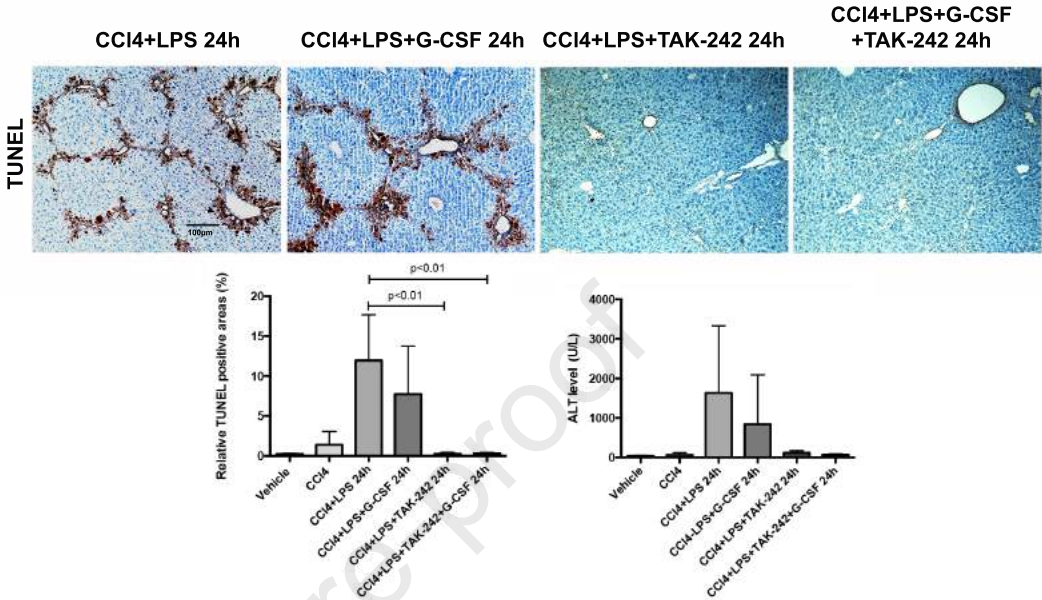 CCl4+LPS 24h
CCl4+LPS+G-CSF 24h
CCl4+LPS+TAK-242 24h
CCl4+LPS+G-CSF
+TAK-242 24h
TUNEL
100µm
Relative TUNEL positive areas (%)
20
15
10
5
0
p<0.01
p<0.01
Vehicle
CCl4
CCl4+LPS 24h
CCl4+LPS+G-CSF 24h
CCl4+LPS+TAK-242 24h
CCl4+LPS+TAK-242+G-CSF 24h
ALT level (U/L)
4000
3000
2000
1000
0
Vehicle
CCl4
CCl4+LPS 24h
CCl4-LPS+G-CSF 24h
CCl4+LPS+TAK-242 24h
CCl4+LPS+TAK-242+G-CSF 24h
re proof